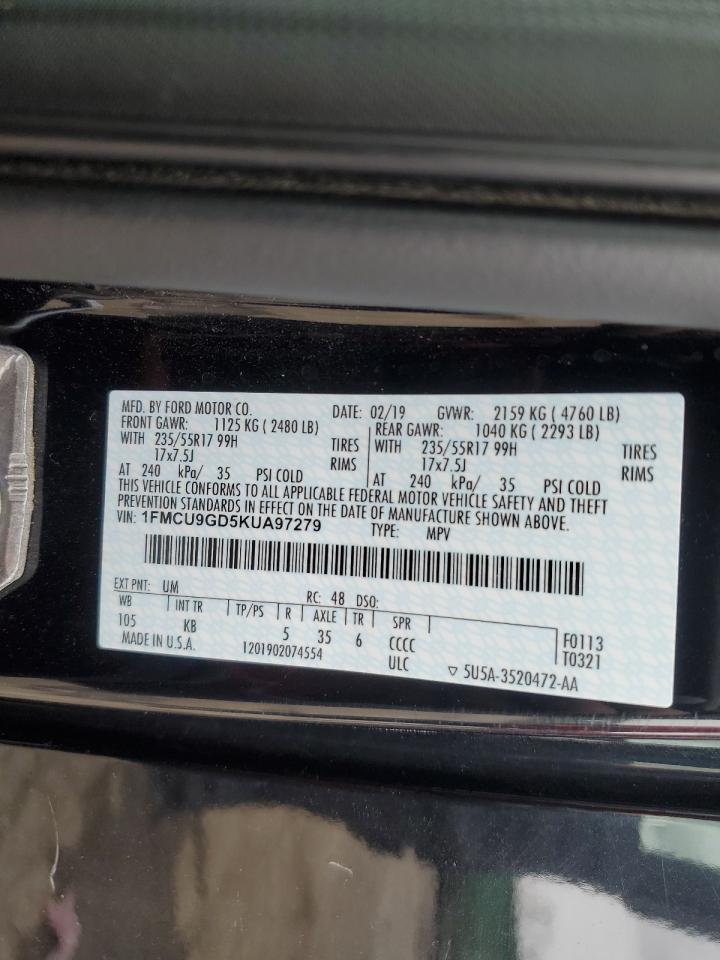 MFD. BY FORD MOTOR CO. DATE: 02/19 GVWR: 2159 KG ( 4760 LB)
FRONT GAWR: 1125 KG ( 2480 LB) REAR GAWR: 1040 KG ( 2293 LB)
WITH 235/55R17 99H TIRES WITH 235/55R17 99H TIRES
17x7.5J RIMS 17x7.5J RIMS
AT 240 kPa/ 35 PSI COLD AT 240 kPa/ 35 PSI COLD
THIS VEHICLE CONFORMS TO ALL APPLICABLE FEDERAL MOTOR VEHICLE SAFETY AND THEFT
PREVENTION STANDARDS IN EFFECT ON THE DATE OF MANUFACTURE SHOWN ABOVE.
VIN: 1FMCU9GD5KUA97279 TYPE: MPV
EXT PNT: UM RC: 48 DSO:
WB INT TR TP/PS R AXLE TR SPR
105 KB 5 35 6 CCCC F0113
MADE IN U.S.A. 1201902074554 ULC T0321
▽ 5U5A-3520472-AA